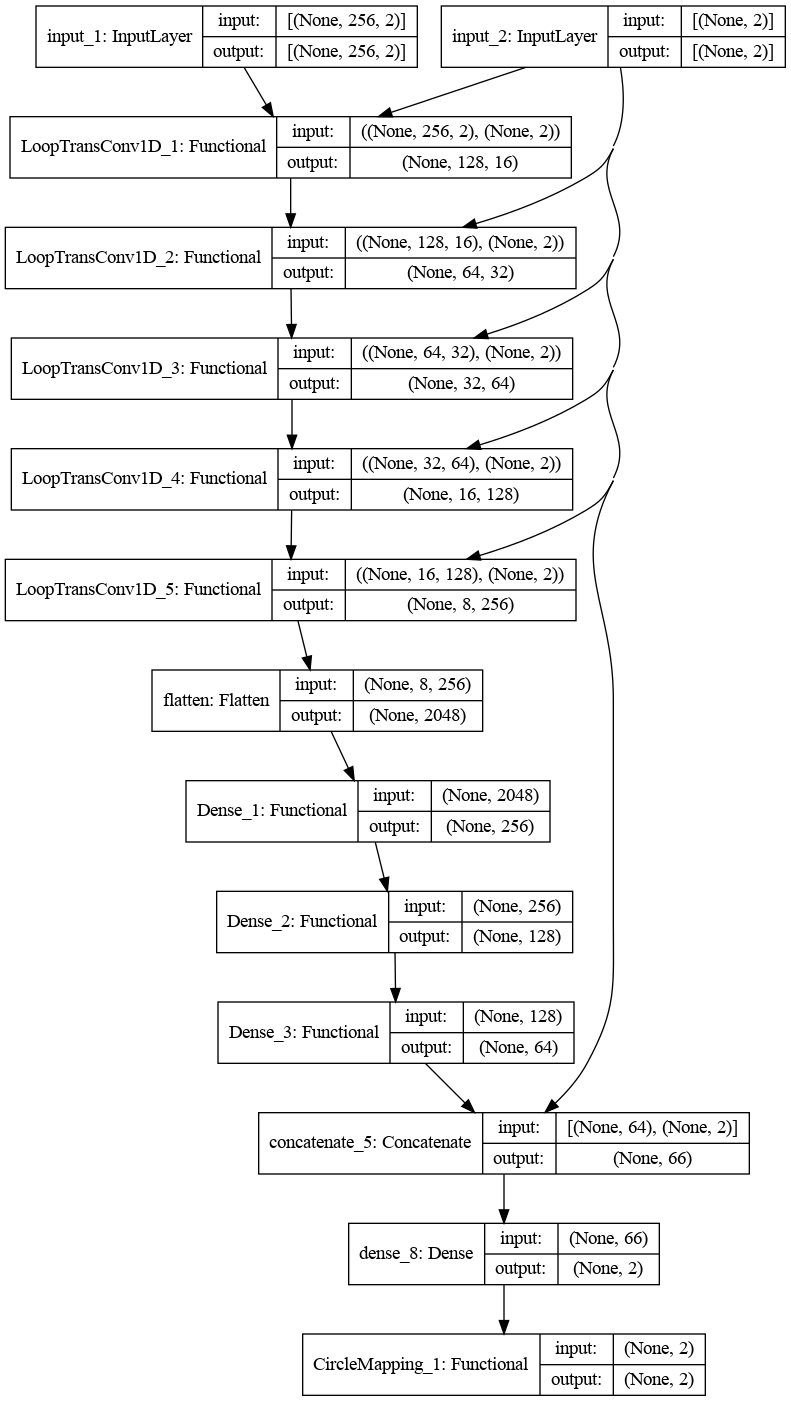 input_1: InputLayer
input:
[(None, 256, 2)]
output:
[(None, 256, 2)]
input_2: InputLayer
input:
[(None, 2)]
output:
[(None, 2)]
LoopTransConv1D_1: Functional
input:
((None, 256, 2), (None, 2))
output:
(None, 128, 16)
LoopTransConv1D_2: Functional
input:
((None, 128, 16), (None, 2))
output:
(None, 64, 32)
LoopTransConv1D_3: Functional
input:
((None, 64, 32), (None, 2))
output:
(None, 32, 64)
LoopTransConv1D_4: Functional
input:
((None, 32, 64), (None, 2))
output:
(None, 16, 128)
LoopTransConv1D_5: Functional
input:
((None, 16, 128), (None, 2))
output:
(None, 8, 256)
flatten: Flatten
input:
(None, 8, 256)
output:
(None, 2048)
Dense_1: Functional
input:
(None, 2048)
output:
(None, 256)
Dense_2: Functional
input:
(None, 256)
output:
(None, 128)
Dense_3: Functional
input:
(None, 128)
output:
(None, 64)
concatenate_5: Concatenate
input:
[(None, 64), (None, 2)]
output:
(None, 66)
dense_8: Dense
input:
(None, 66)
output:
(None, 2)
CircleMapping_1: Functional
input:
(None, 2)
output:
(None, 2)